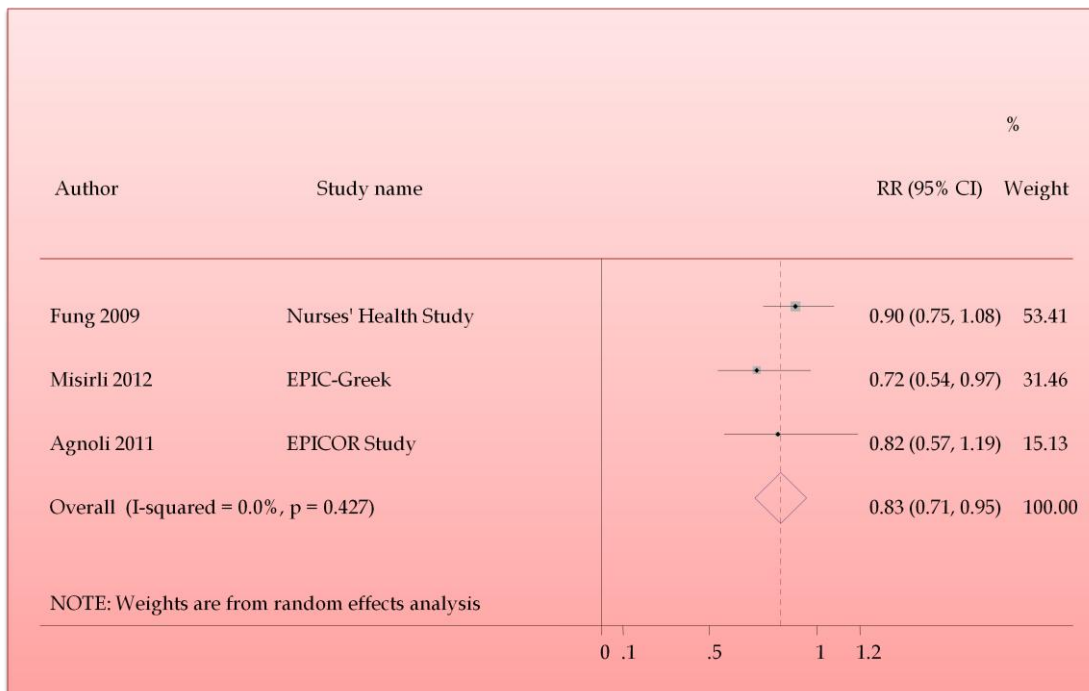 %
Author Study name RR (95% CI) Weight
Fung 2009 Nurses' Health Study 0.90 (0.75, 1.08) 53.41
Misirli 2012 EPIC-Greek 0.72 (0.54, 0.97) 31.46
Agnoli 2011 EPICOR Study 0.82 (0.57, 1.19) 15.13
Overall (I-squared = 0.0%, p = 0.427) 0.83 (0.71, 0.95) 100.00
NOTE: Weights are from random effects analysis
0 .1 .5 1 1.2